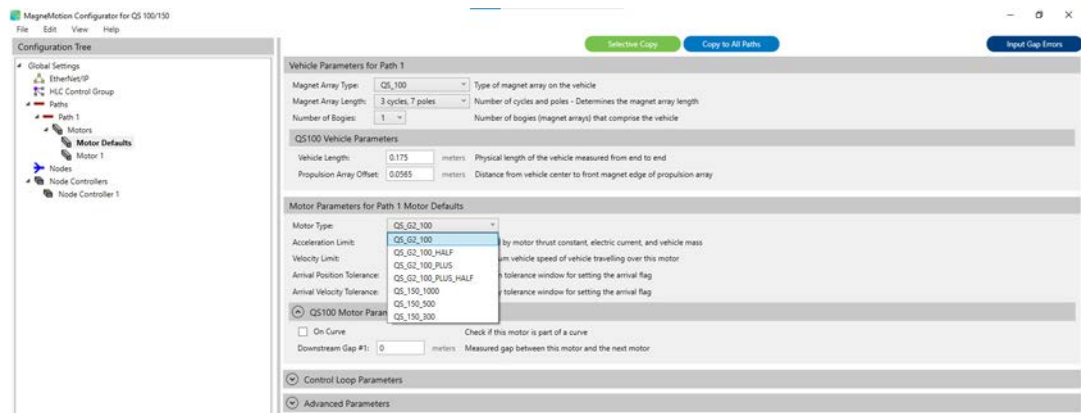 MagneMotion Configurator for QS 100/150
File Edit View Help
Configuration Tree
Global Settings
EtherNet/IP
HLC Control Group
Paths
Path 1
Motors
Motor Defaults
Motor 1
Nodes
Node Controllers
Node Controller 1
Selective Copy Copy to All Paths Input Gap Errors
Vehicle Parameters for Path 1
Magnet Array Type: QS_100 Type of magnet array on the vehicle
Magnet Array Length: 3 cycles, 7 poles Number of cycles and poles - Determines the magnet array length
Number of Bogies: 1 Number of bogies (magnet arrays) that comprise the vehicle
QS100 Vehicle Parameters
Vehicle Length: 0.175 meters Physical length of the vehicle measured from end to end
Propulsion Array Offset: 0.0565 meters Distance from vehicle center to front magnet edge of propulsion array
Motor Parameters for Path 1 Motor Defaults
Motor Type: QS_G2_100
Acceleration Limit: QS_G2_100 by motor thrust constant, electric current, and vehicle mass
QS_G2_100_HALF
Velocity Limit: um vehicle speed of vehicle travelling over this motor
QS_G2_100_PLUS
Arrival Position Tolerance: QS_G2_100_PLUS_HALF n tolerance window for setting the arrival flag
Arrival Velocity Tolerance: QS_150_1000 y tolerance window for setting the arrival flag
QS_150_500
QS100 Motor Paran QS_150_300
On Curve Check if this motor is part of a curve
Downstream Gap #1: 0 meters Measured gap between this motor and the next motor
Control Loop Parameters
Advanced Parameters